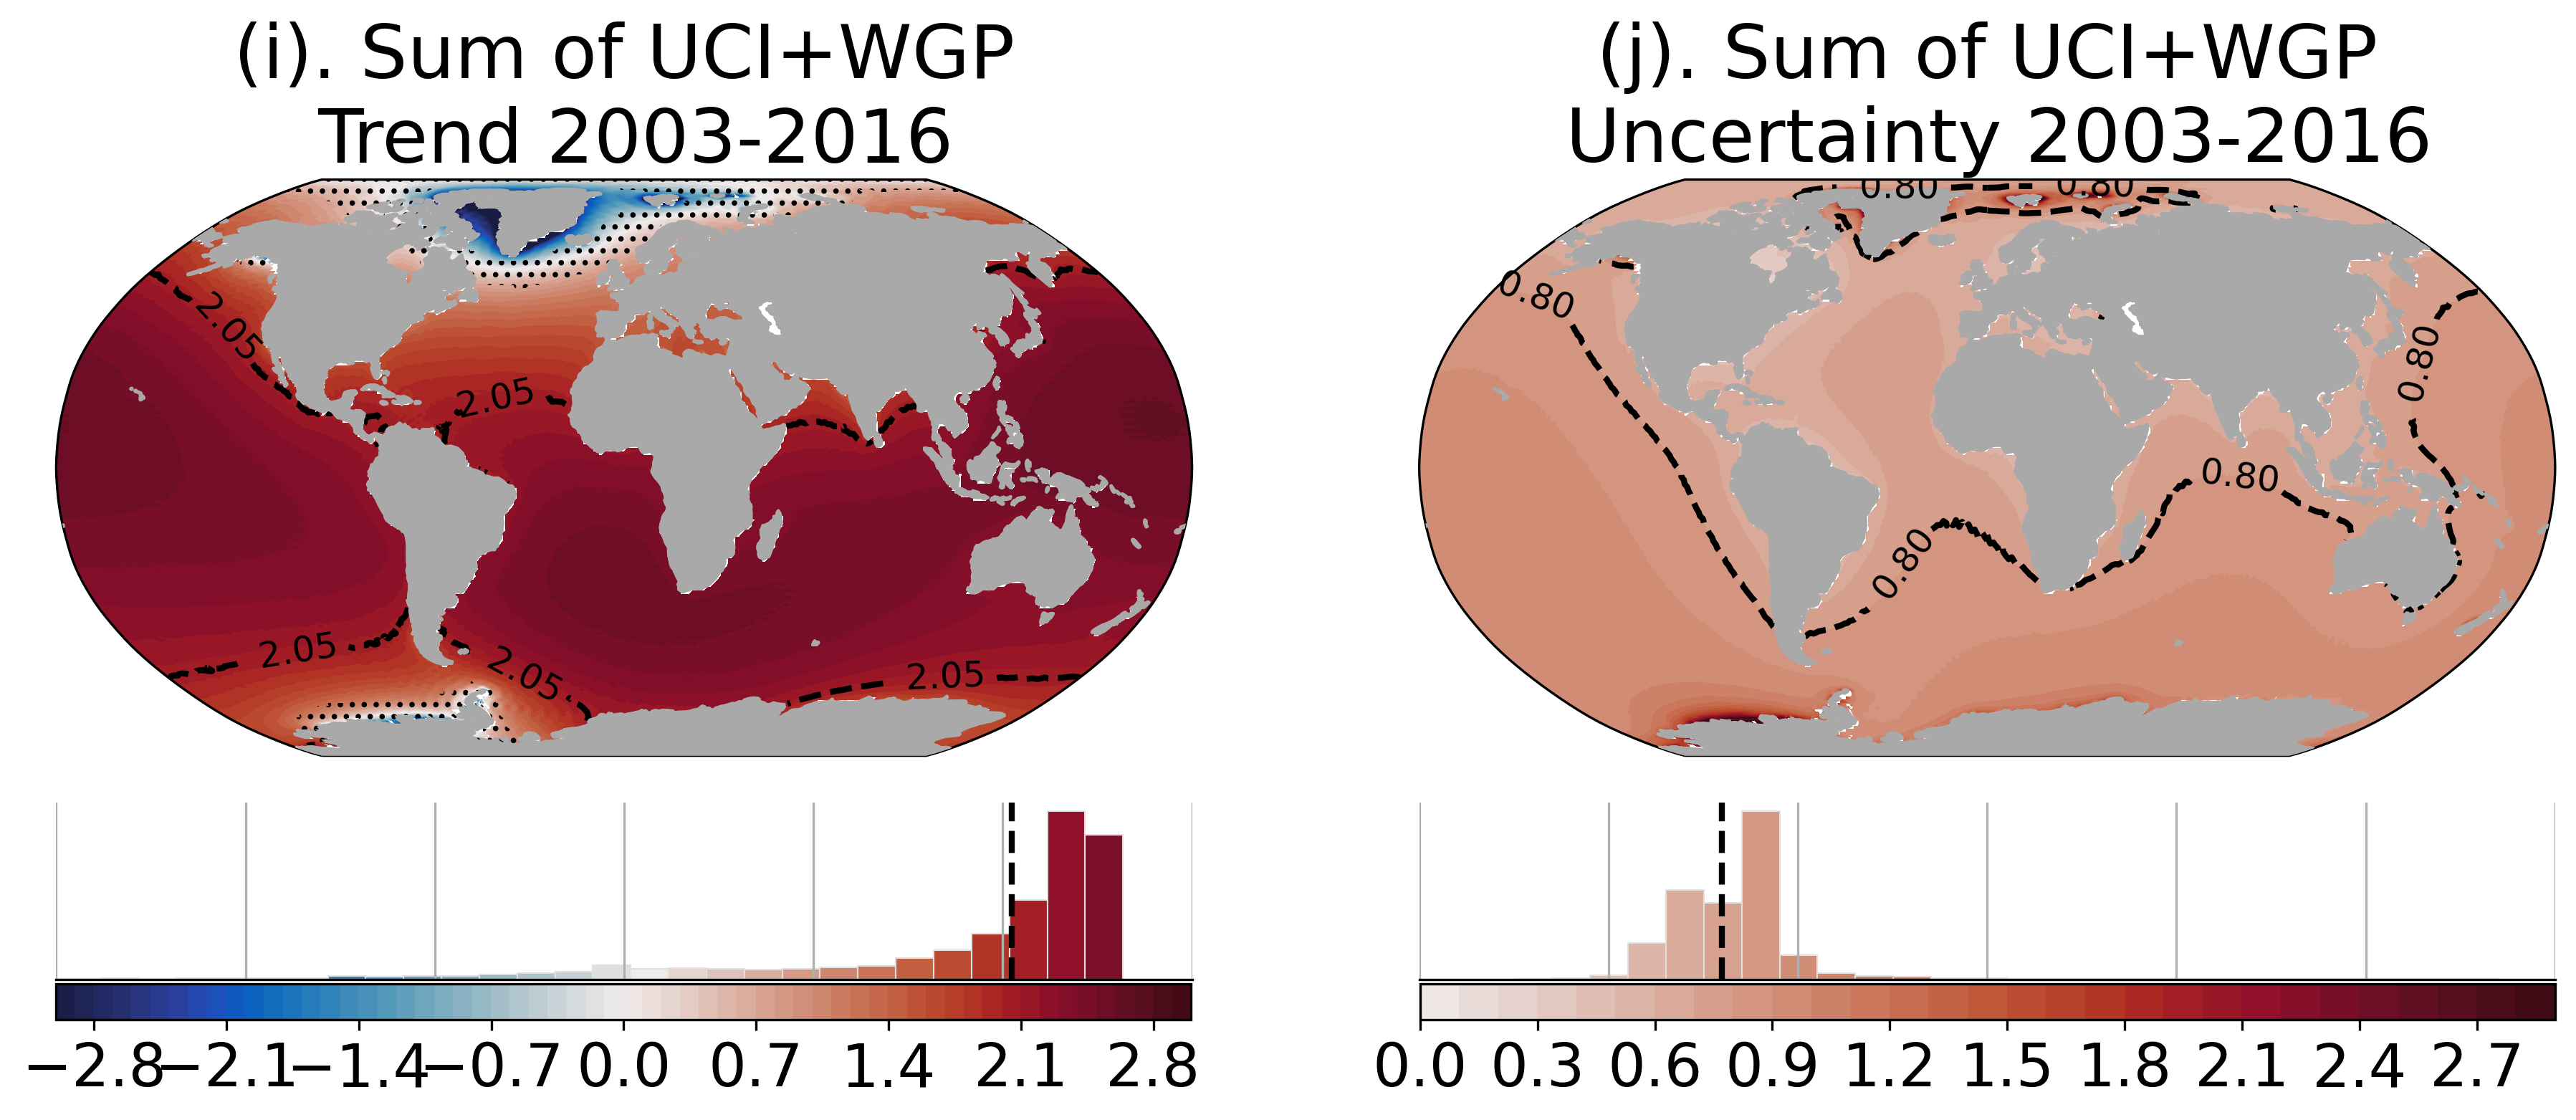 (i). Sum of UCI+WGP
Trend 2003-2016
2.05
2.05
2.05
2.05
2.05
−2.8 −2.1 −1.4 −0.7 0.0 0.7 1.4 2.1 2.8
(j). Sum of UCI+WGP
Uncertainty 2003-2016
0.80 0.80
0.80
0.80
0.80
0.80
0.0 0.3 0.6 0.9 1.2 1.5 1.8 2.1 2.4 2.7